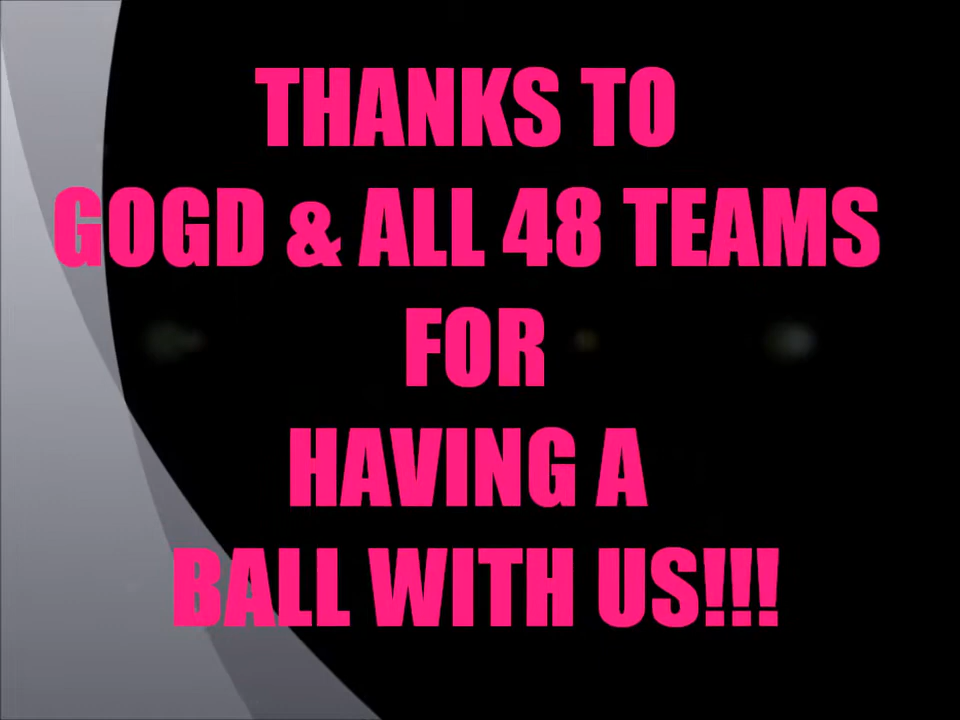 THANKS TO
GOGD & ALL 48 TEAMS
FOR
HAVING A
BALL WITH US!!!